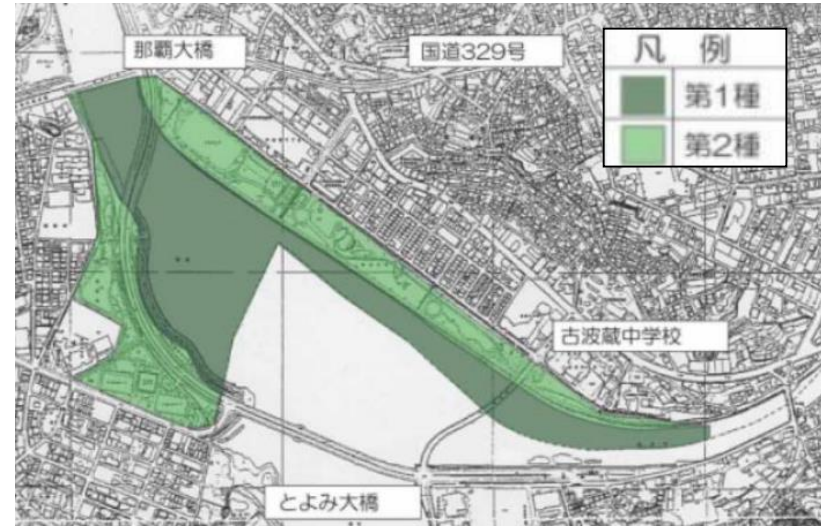 那覇大橋
国道329号
凡 例
第1種
第2種
古波蔵中学校
とよみ大橋